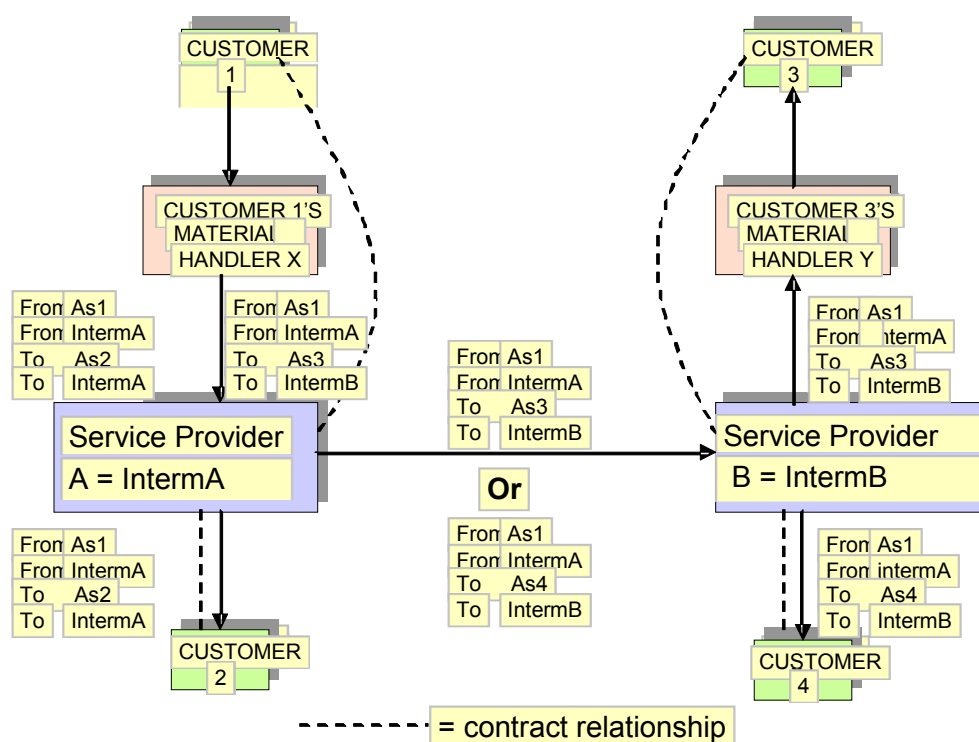 CUSTOMER
1
CUSTOMER
3
CUSTOMER 1'S
MATERIAL
HANDLER X
CUSTOMER 3'S
MATERIAL
HANDLER Y
From As1
From IntermA
To As2
To IntermA
From As1
From IntermA
To As3
To IntermB
From As1
From IntermA
To As3
To IntermB
From As1
From IntermA
To As3
To IntermB
Service Provider
A = IntermA
Service Provider
B = IntermB
Or
From As1
From IntermA
To As2
To IntermA
From As1
From IntermA
To As4
To IntermB
From As1
From intermA
To As4
To IntermB
CUSTOMER
2
CUSTOMER
4
= contract relationship